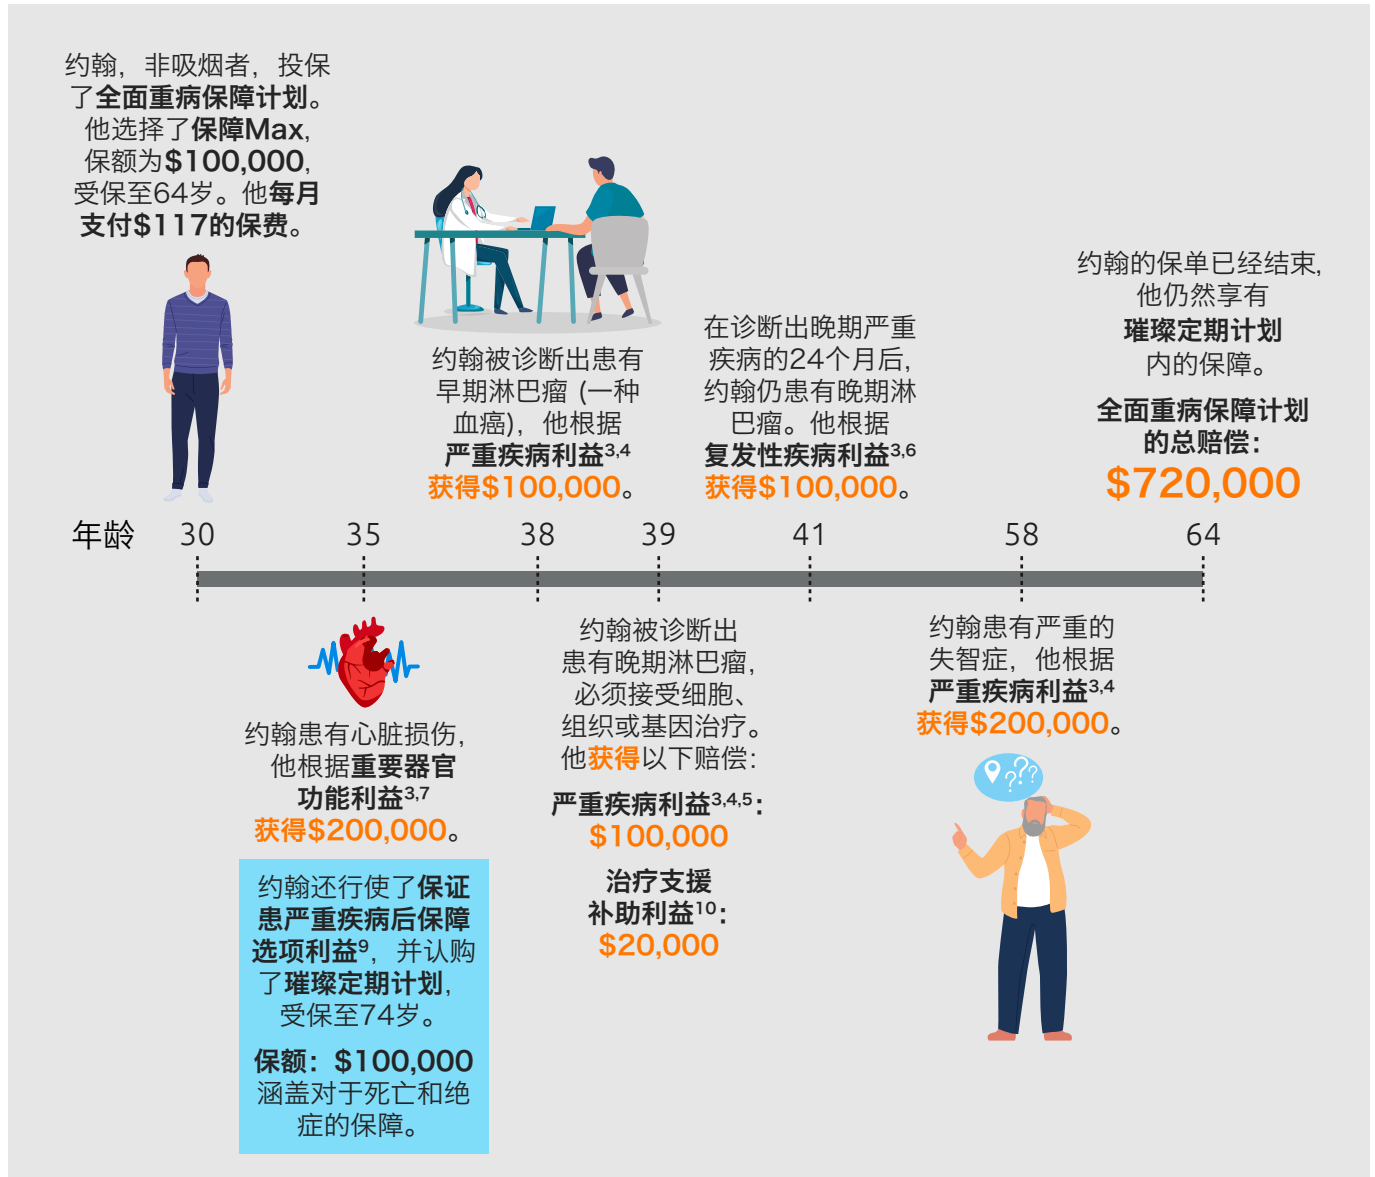 约翰，非吸烟者，投保
了全面重病保障计划。
他选择了保障Max，
保额为$100,000，
受保至64岁。他每月
支付$117的保费。
约翰被诊断出患有
早期淋巴瘤 (一种
血癌)，他根据
严重疾病利益3,4
获得$100,000。
在诊断出晚期严重
疾病的24个月后，
约翰仍患有晚期淋
巴瘤。他根据
复发性疾病利益3,6
获得$100,000。
约翰的保单已经结束，
他仍然享有
璀璨定期计划
内的保障。
全面重病保障计划
的总赔偿：
$720,000
年龄 30 35 38 39 41 58 64
约翰患有心脏损伤，
他根据重要器官
功能利益3,7
获得$200,000。
约翰还行使了保证
患严重疾病后保障
选项利益9，并认购
了璀璨定期计划，
受保至74岁。
保额：$100,000
涵盖对于死亡和绝
症的保障。
约翰被诊断出
患有晚期淋巴瘤，
必须接受细胞、
组织或基因治疗。
他获得以下赔偿：
严重疾病利益3,4,5：
$100,000
治疗支援
补助利益10：
$20,000
约翰患有严重的
失智症，他根据
严重疾病利益3,4
获得$200,000。
???